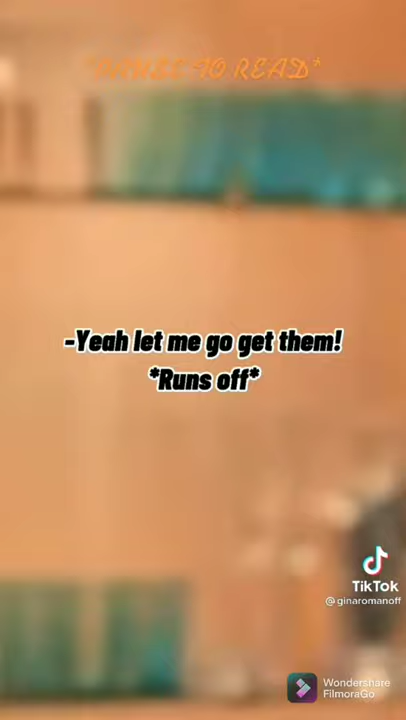 *PAUSE TO READ*
-Yeah let me go get them!
*Runs off*
TikTok
@ginaromanoff
Wondershare
FilmoraGo